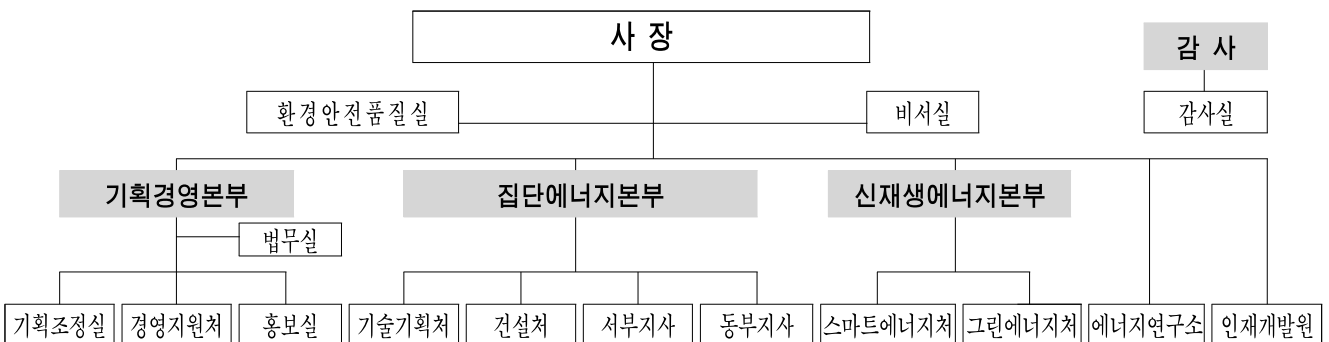 사 장
감 사
환경안전품질실
비서실
감사실
기획경영본부
집단에너지본부
신재생에너지본부
법무실
기획조정실
경영지원처
홍보실
기술기획처
건설처
서부지사
동부지사
스마트에너지처
그린에너지처
에너지연구소
인재개발원